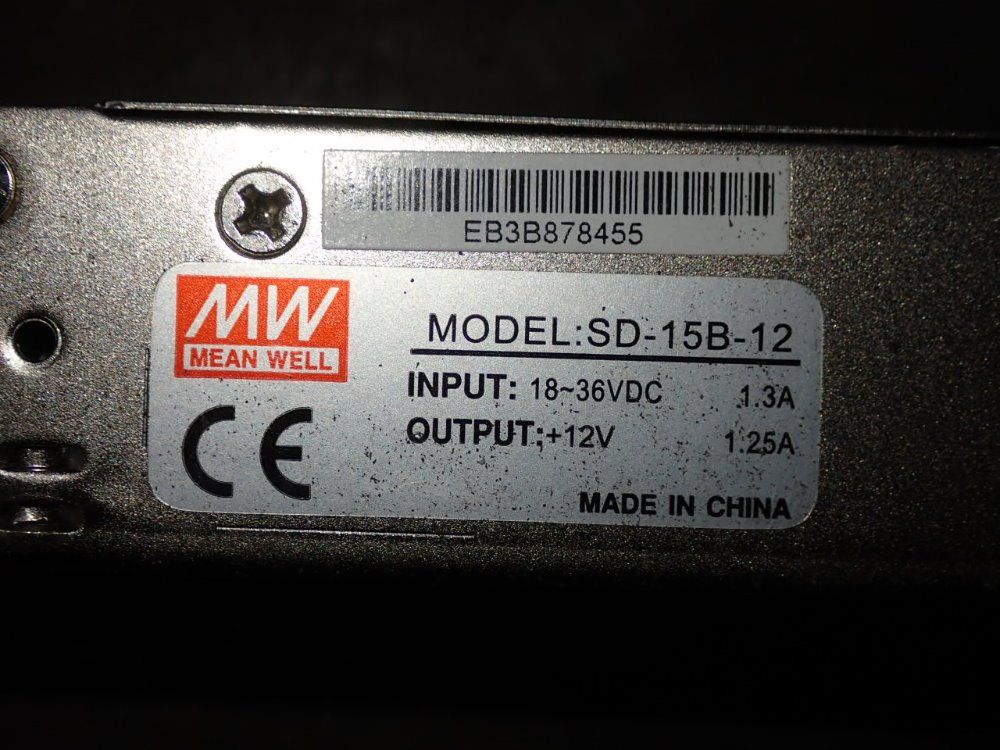 EB3B878455
MW
MEAN WELL
MODEL:SD-15B-12
INPUT: 18~36VDC 1.3A
OUTPUT:+12V 1.25A
CE
MADE IN CHINA